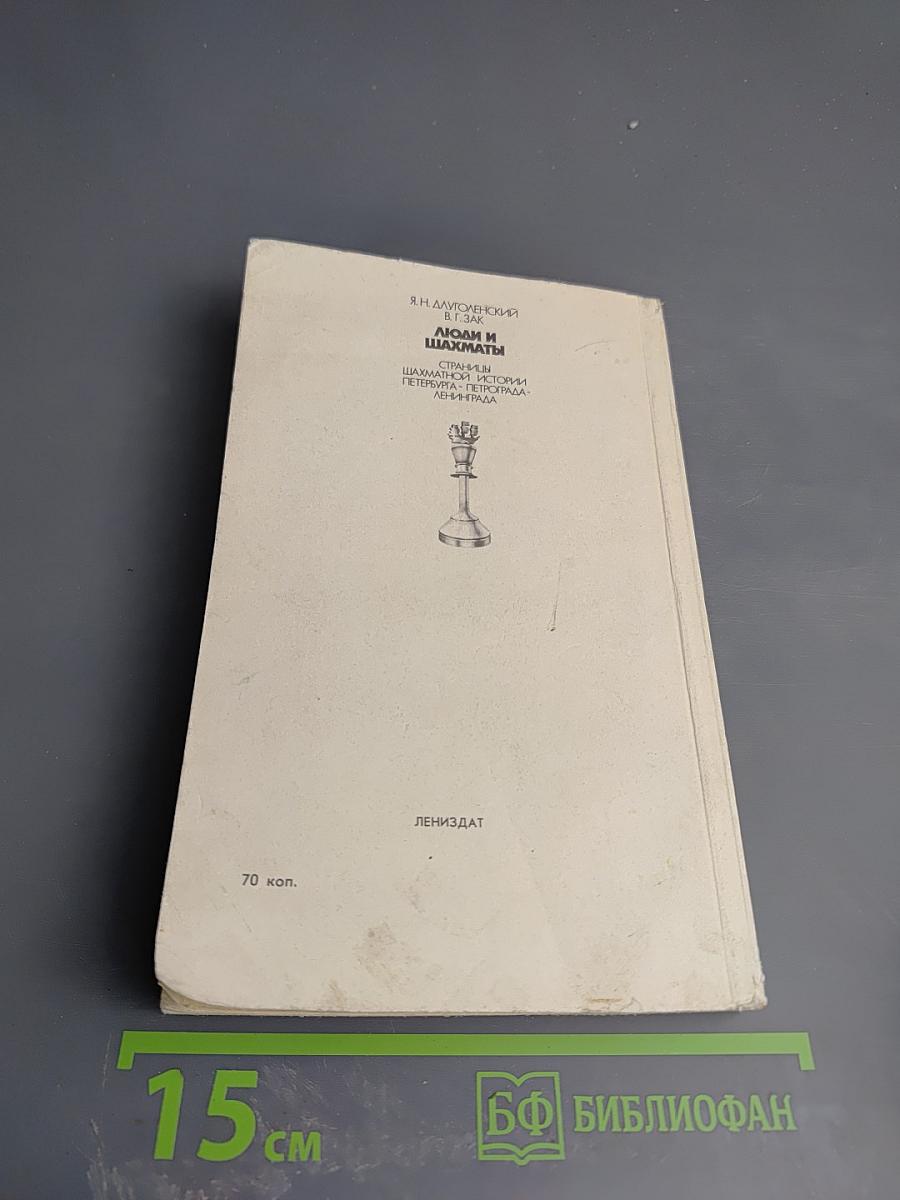 Я. Н. ДЛУГОЛЕНСКИЙ
В. Г. ЗАК
ЛЮДИ И
ШАХМАТЫ
СТРАНИЦЫ
ШАХМАТНОЙ ИСТОРИИ
ПЕТЕРБУРГА - ПЕТРОГРАДА -
ЛЕНИНГРАДА
ЛЕНИЗДАТ
70 коп.
15 см
БФ БИБЛИОФАН